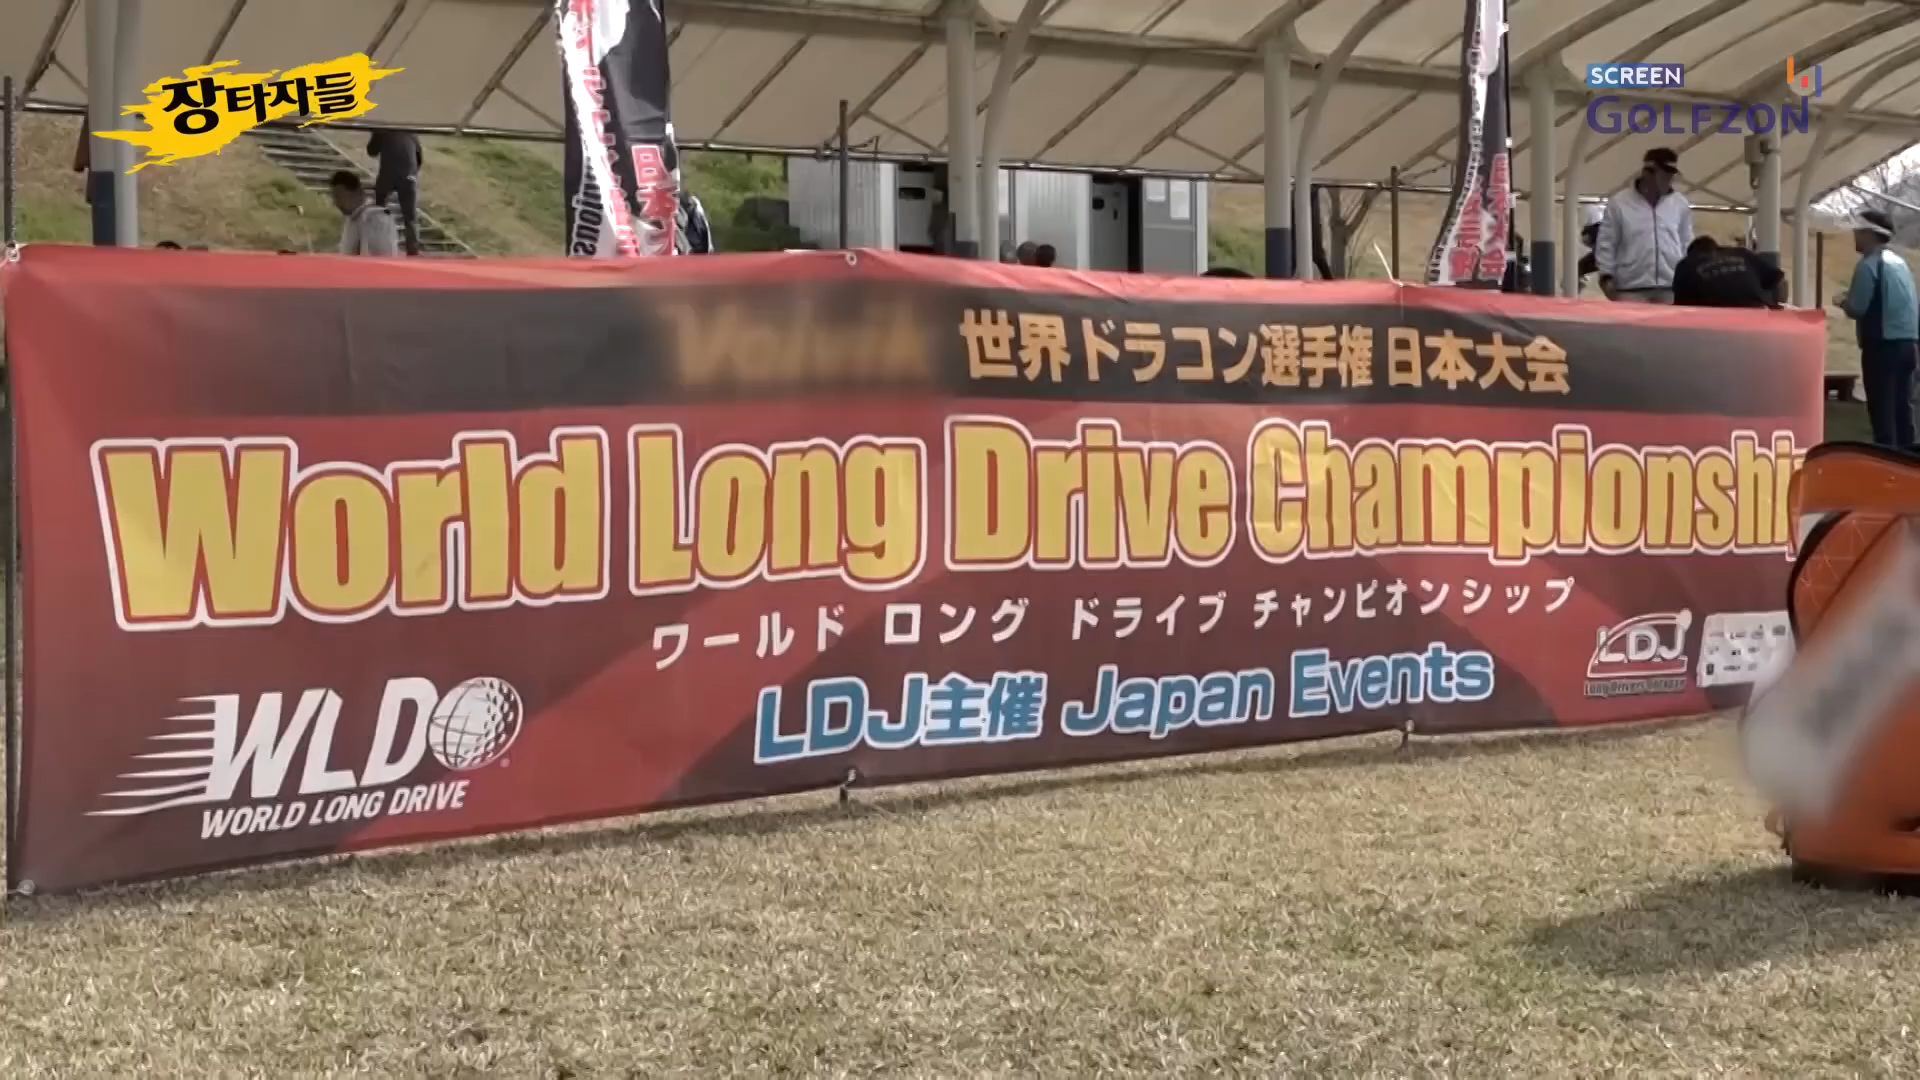 장타자들
SCREEN
GOLFZON
世界ドラコン選手権 日本大会
World Long Drive Championship
ワールド ロング ドライブ チャンピオンシップ
LDJ主催 Japan Events
WLD
WORLD LONG DRIVE
LDJ